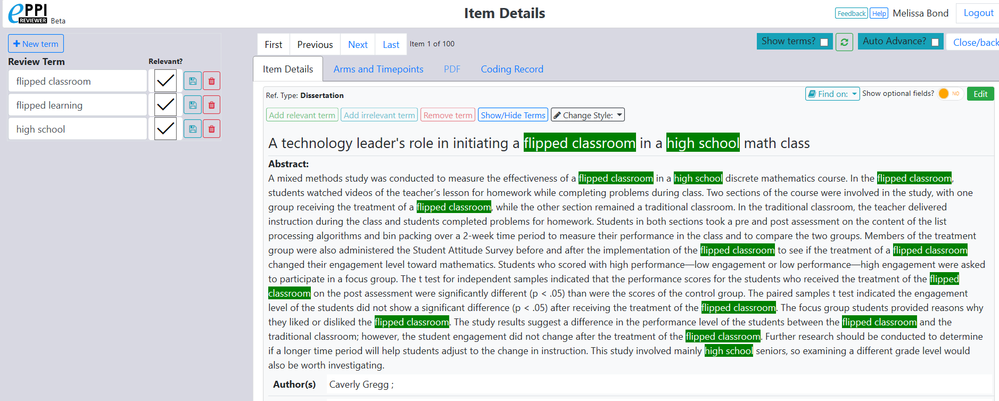 ePPI REVIEWER Beta
Item Details
Feedback Help Melissa Bond Logout
+ New term
Review Term Relevant?
flipped classroom
flipped learning
high school
First Previous Next Last Item 1 of 100
Show terms? Auto Advance? Close/back
Item Details Arms and Timepoints PDF Coding Record
Ref. Type: Dissertation
Find on: Show optional fields? NO Edit
Add relevant term Add irrelevant term Remove term Show/Hide Terms Change Style:
A technology leader's role in initiating a flipped classroom in a high school math class
Abstract:
A mixed methods study was conducted to measure the effectiveness of a flipped classroom in a high school discrete mathematics course. In the flipped classroom,
students watched videos of the teacher’s lesson for homework while completing problems during class. Two sections of the course were involved in the study, with one
group receiving the treatment of a flipped classroom, while the other section remained a traditional classroom. In the traditional classroom, the teacher delivered
instruction during the class and students completed problems for homework. Students in both sections took a pre and post assessment on the content of the list
processing algorithms and bin packing over a 2-week time period to measure their performance in the class and to compare the two groups. Members of the treatment
group were also administered the Student Attitude Survey before and after the implementation of the flipped classroom to see if the treatment of a flipped classroom
changed their engagement level toward mathematics. Students who scored with high performance—low engagement or low performance—high engagement were asked
to participate in a focus group. The t test for independent samples indicated that the performance scores for the students who received the treatment of the flipped
classroom on the post assessment were significantly different (p < .05) than were the scores of the control group. The paired samples t test indicated the engagement
level of the students did not show a significant difference (p < .05) after receiving the treatment of the flipped classroom. The focus group students provided reasons why
they liked or disliked the flipped classroom. The study results suggest a difference in the performance level of the students between the flipped classroom and the
traditional classroom; however, the student engagement did not change after the treatment of the flipped classroom. Further research should be conducted to determine
if a longer time period will help students adjust to the change in instruction. This study involved mainly high school seniors, so examining a different grade level would
also be worth investigating.
Author(s) Caverly Gregg ;